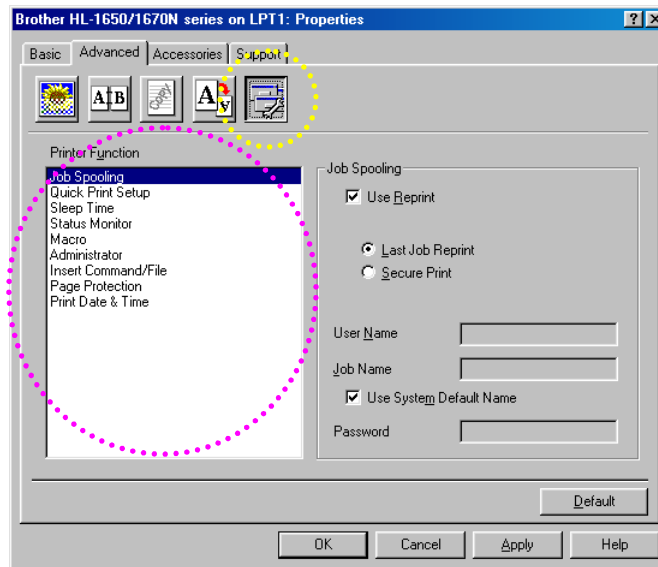 Brother HL-1650/1670N series on LPT1: Properties
Basic Advanced Accessories Support
A B COPY A A
Printer Function
Job Spooling
Quick Print Setup
Sleep Time
Status Monitor
Macro
Administrator
Insert Command/File
Page Protection
Print Date & Time
Job Spooling
Use Reprint
Last Job Reprint
Secure Print
User Name
Job Name
Use System Default Name
Password
Default
OK Cancel Apply Help